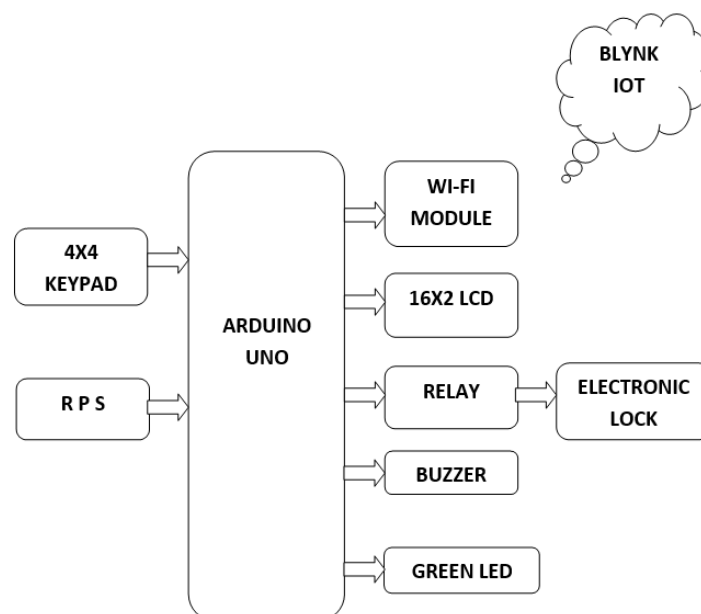 BLYNK
IOT
WI-FI
MODULE
4X4
KEYPAD
16X2 LCD
ARDUINO
UNO
R P S
RELAY
ELECTRONIC
LOCK
BUZZER
GREEN LED